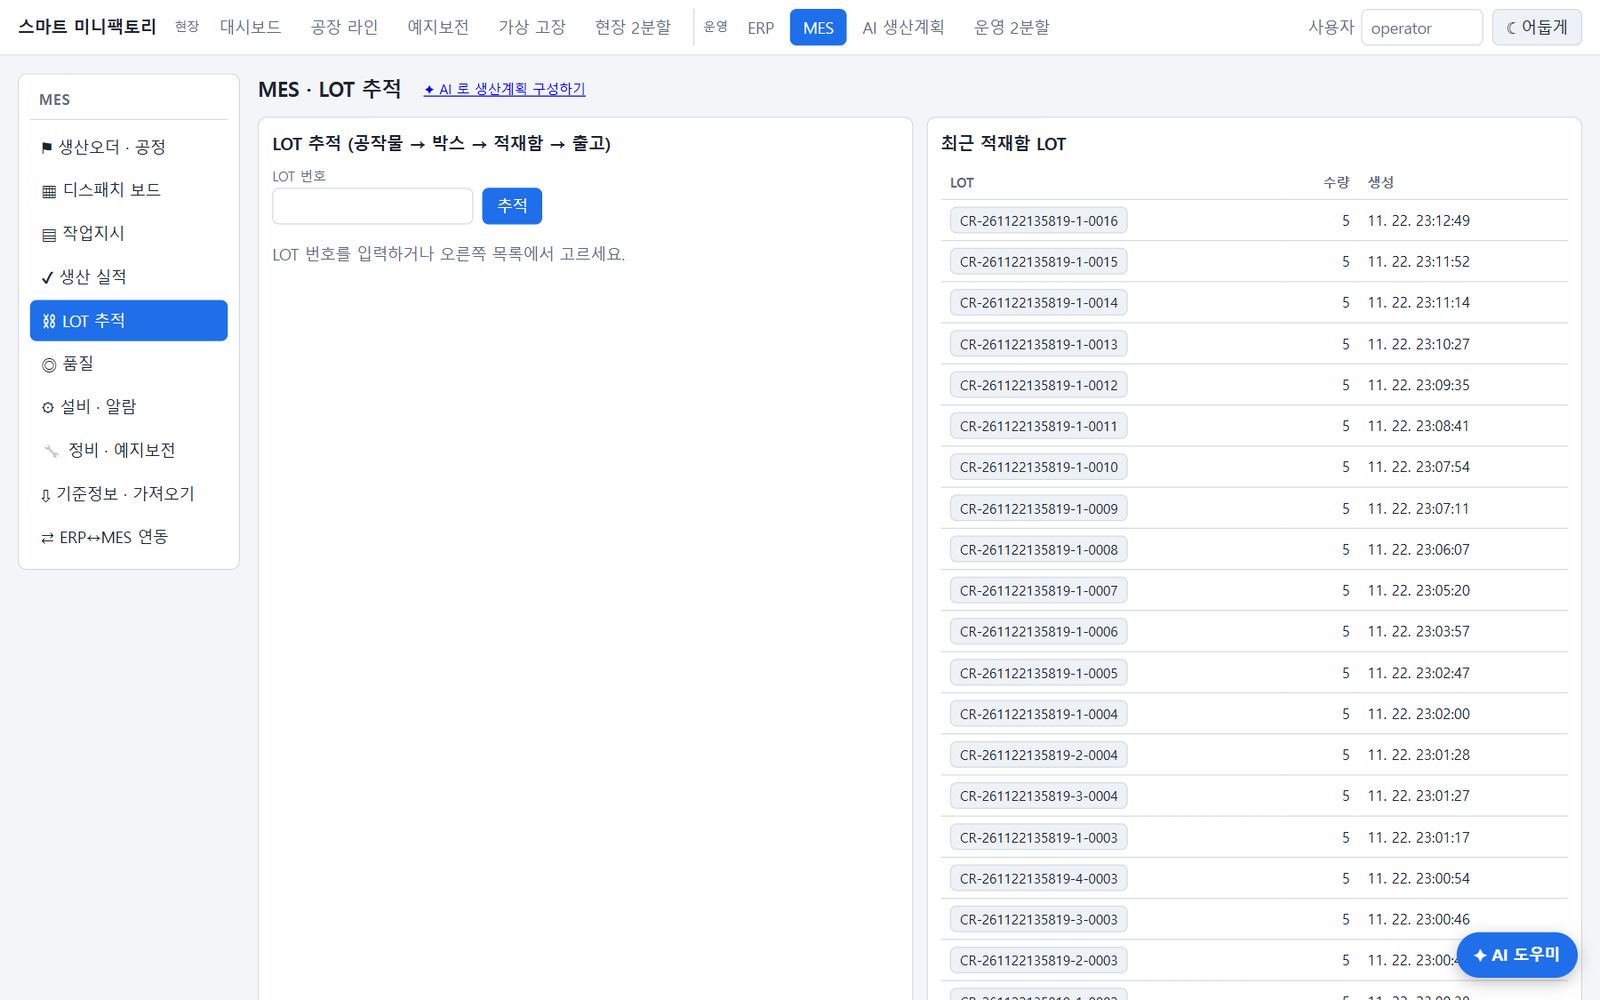 스마트 미니팩토리 현장 대시보드 공장 라인 예지보전 가상 고장 현장 2분할 운영 ERP MES AI 생산계획 운영 2분할 사용자 operator ☾ 어둡게
MES
⚑ 생산오더 · 공정
▦ 디스패치 보드
▤ 작업지시
✓ 생산 실적
⛓ LOT 추적
◎ 품질
⚙ 설비 · 알람
🔧 정비 · 예지보전
⇩ 기준정보 · 가져오기
⇄ ERP↔MES 연동
MES · LOT 추적 ✦ AI 로 생산계획 구성하기
LOT 추적 (공작물 → 박스 → 적재함 → 출고)
LOT 번호
추적
LOT 번호를 입력하거나 오른쪽 목록에서 고르세요.
최근 적재함 LOT
LOT 수량 생성
CR-261122135819-1-0016 5 11. 22. 23:12:49
CR-261122135819-1-0015 5 11. 22. 23:11:52
CR-261122135819-1-0014 5 11. 22. 23:11:14
CR-261122135819-1-0013 5 11. 22. 23:10:27
CR-261122135819-1-0012 5 11. 22. 23:09:35
CR-261122135819-1-0011 5 11. 22. 23:08:41
CR-261122135819-1-0010 5 11. 22. 23:07:54
CR-261122135819-1-0009 5 11. 22. 23:07:11
CR-261122135819-1-0008 5 11. 22. 23:06:07
CR-261122135819-1-0007 5 11. 22. 23:05:20
CR-261122135819-1-0006 5 11. 22. 23:03:57
CR-261122135819-1-0005 5 11. 22. 23:02:47
CR-261122135819-1-0004 5 11. 22. 23:02:00
CR-261122135819-2-0004 5 11. 22. 23:01:28
CR-261122135819-3-0004 5 11. 22. 23:01:27
CR-261122135819-1-0003 5 11. 22. 23:01:17
CR-261122135819-4-0003 5 11. 22. 23:00:54
CR-261122135819-3-0003 5 11. 22. 23:00:46
CR-261122135819-2-0003 5 11. 22.
✦ AI 도우미